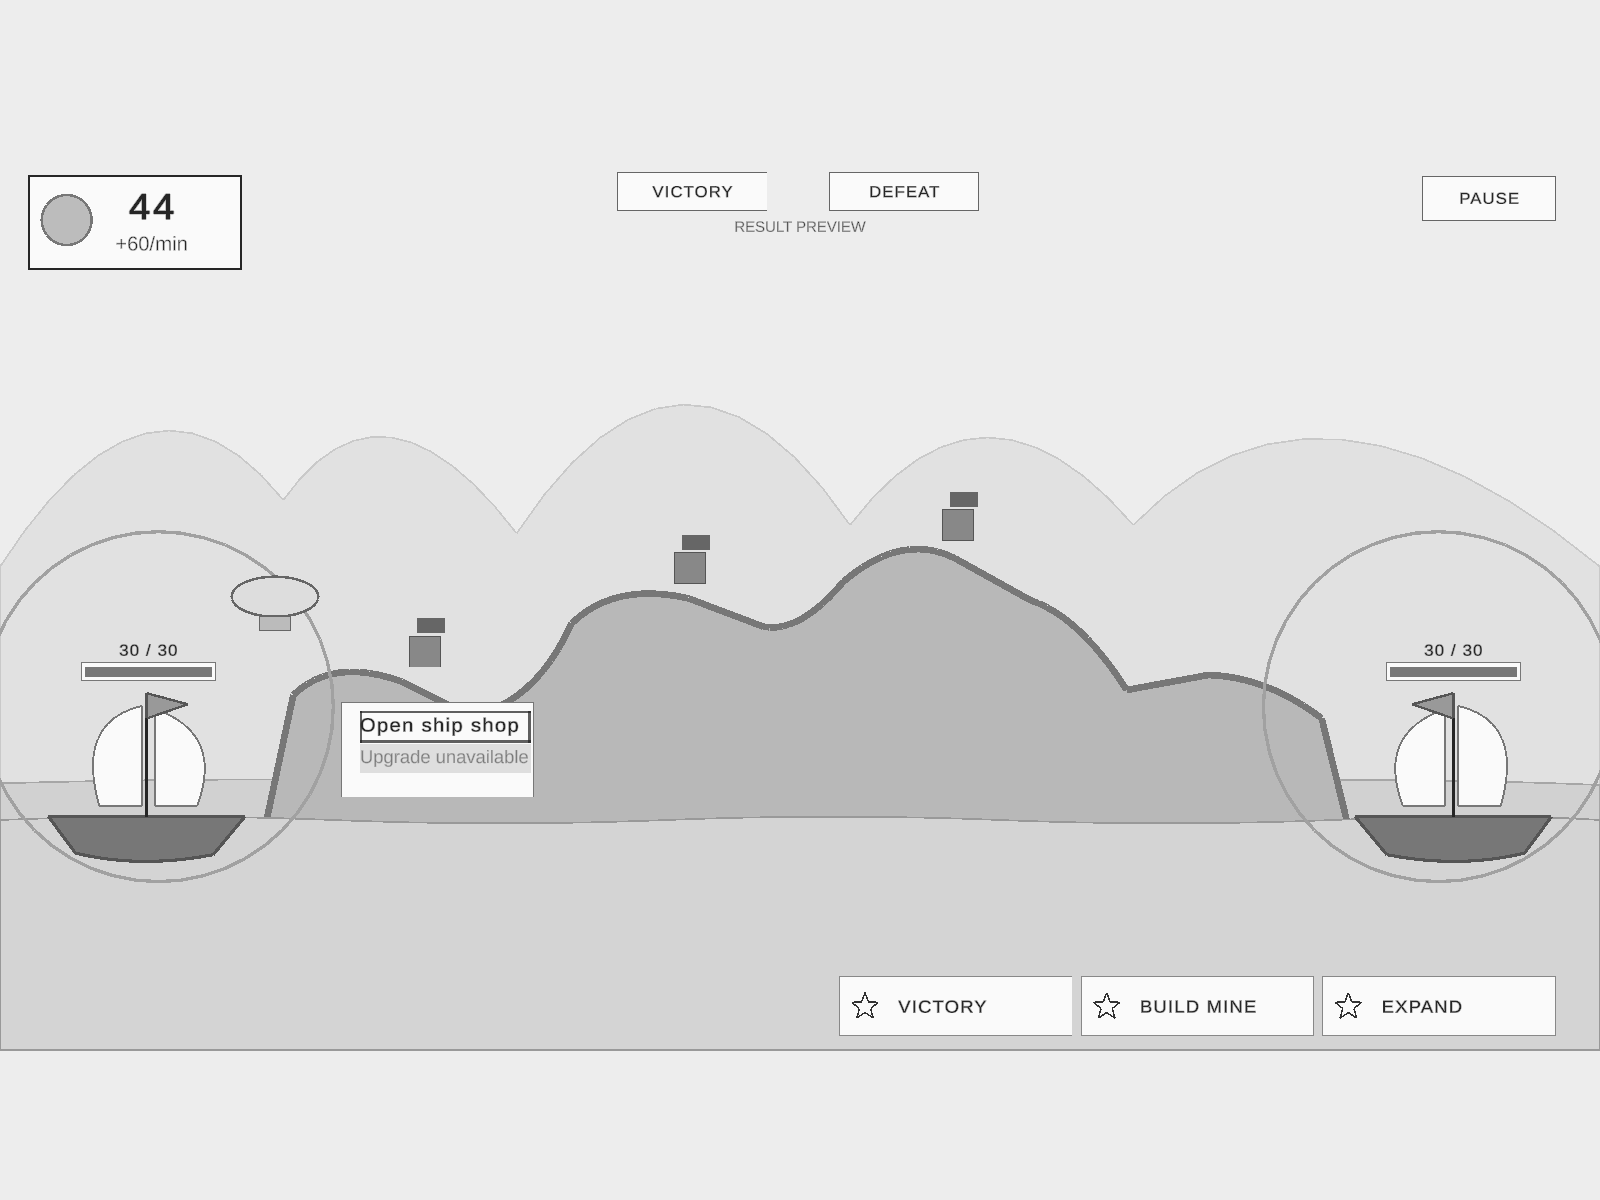 44
+60/min
VICTORY
DEFEAT
RESULT PREVIEW
PAUSE
30 / 30
30 / 30
Open ship shop
Upgrade unavailable
VICTORY
BUILD MINE
EXPAND